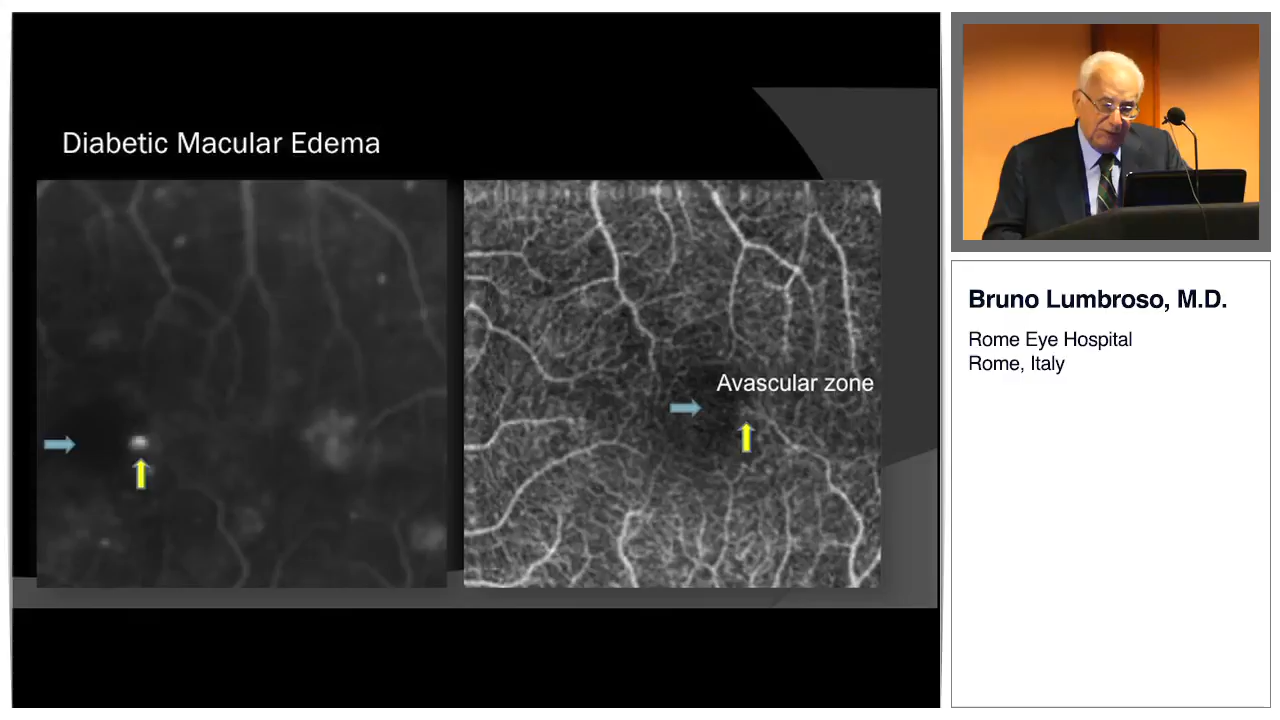 Diabetic Macular Edema
Avascular zone
Bruno Lumbroso, M.D.
Rome Eye Hospital
Rome, Italy